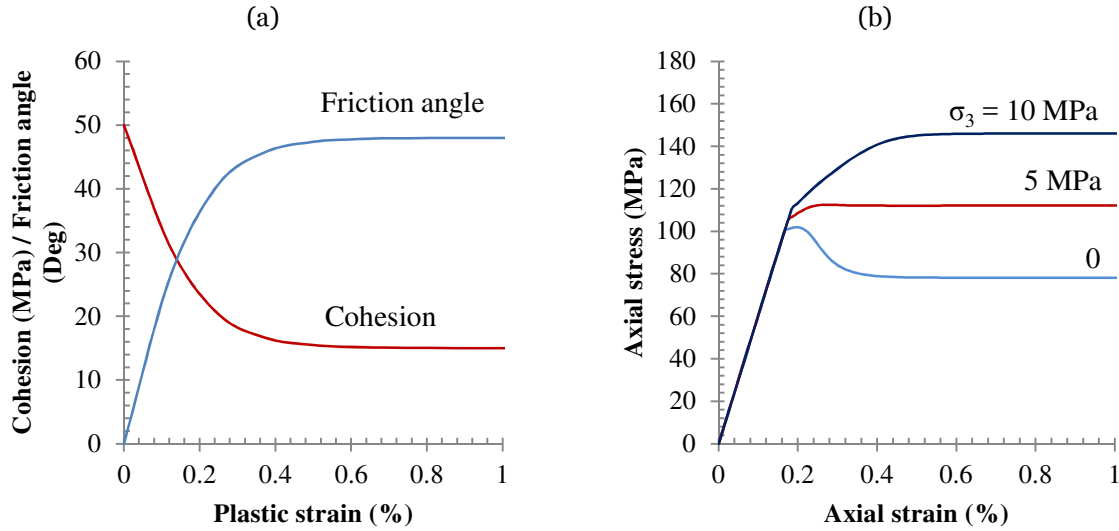 (a)
60
50
40
30
20
10
0
Cohesion (MPa) / Friction angle
(Deg)
Friction angle
Cohesion
0 0.2 0.4 0.6 0.8 1
Plastic strain (%)
(b)
180
160
140
120
100
80
60
40
20
0
Axial stress (MPa)
σ3 = 10 MPa
5 MPa
0
0 0.2 0.4 0.6 0.8 1
Axial strain (%)